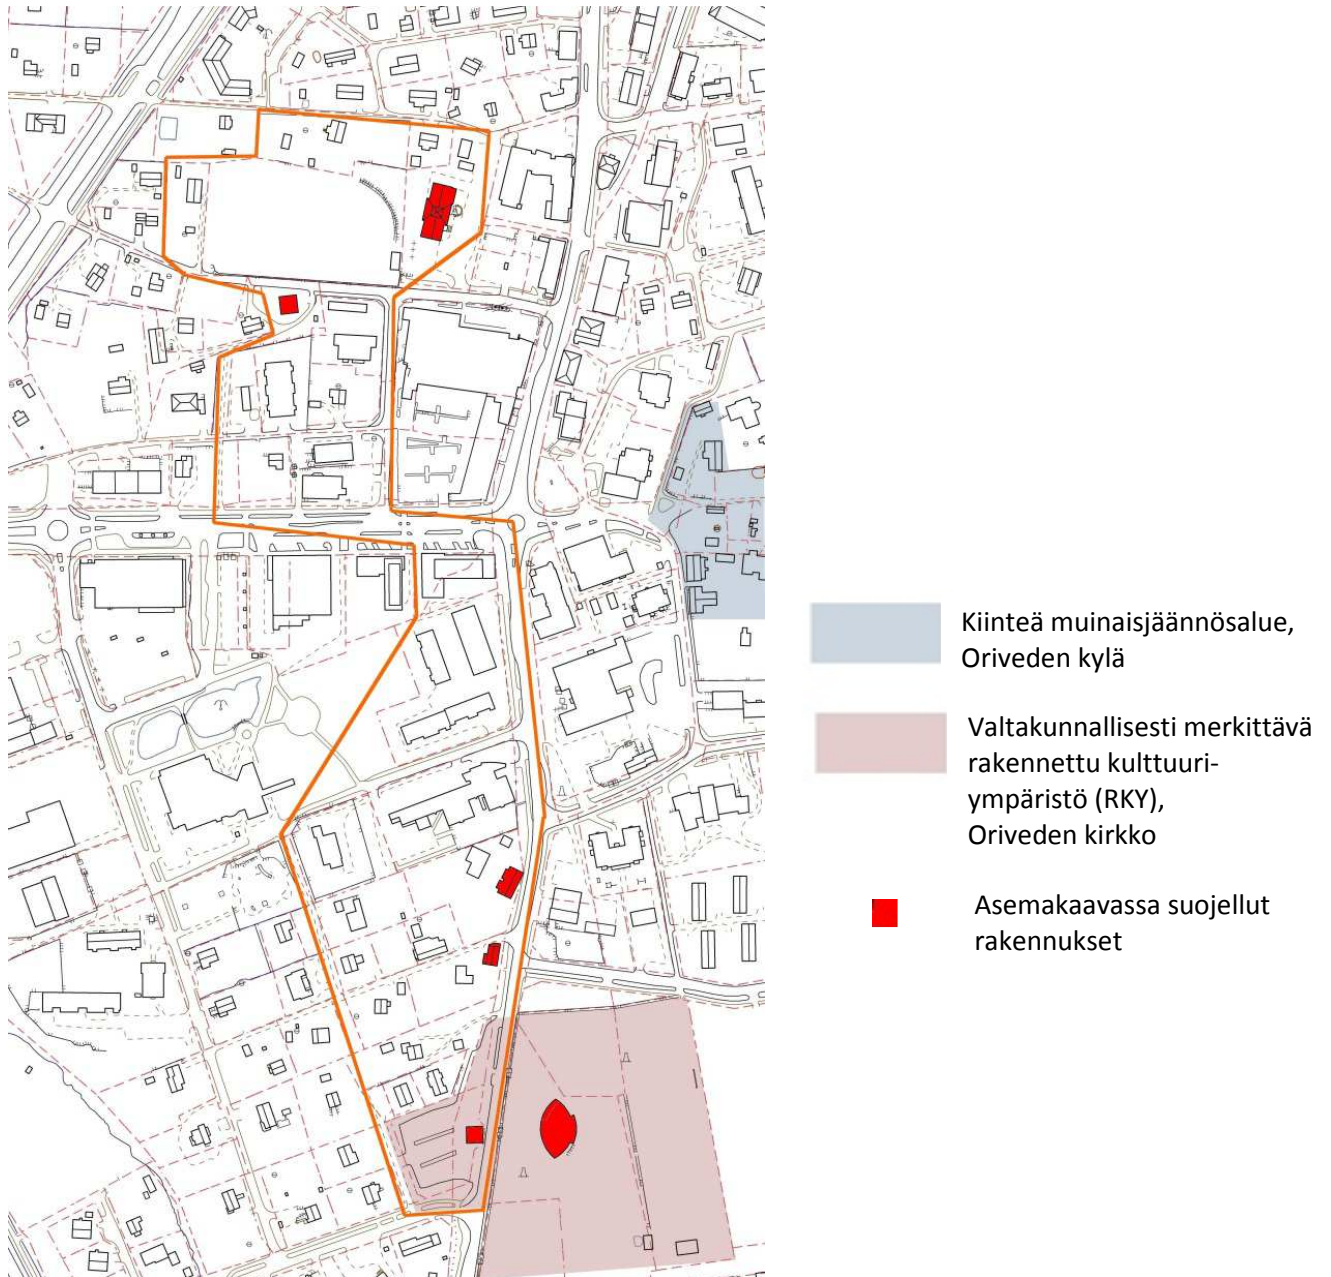 Kiinteä muinaisjäännösalue,
Oriveden kylä
Valtakunnallisesti merkittävä
rakennettu kulttuuri-
ympäristö (RKY),
Oriveden kirkko
Asemakaavassa suojellut
rakennukset